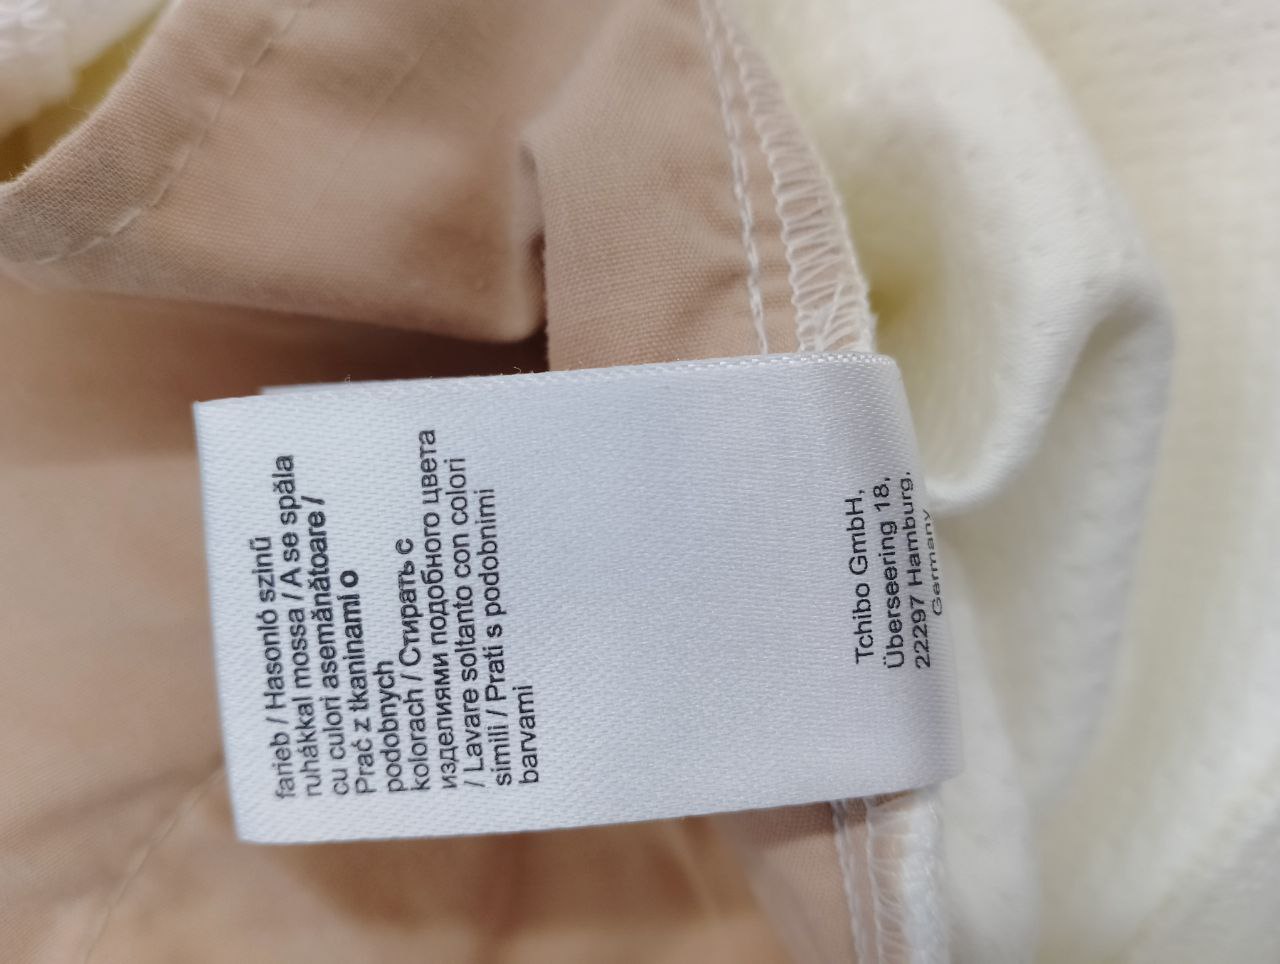 farieb / Hasonló színű
ruhákkal mossa / A se spăla
cu culori asemănătoare /
Prać z tkaninami o
podobnych
kolorach / Стирать с
изделиями подобного цвета
/ Lavare soltanto con colori
simili / Prati s podobnimi
barvami
Tchibo GmbH,
Überseering 18,
22297 Hamburg,
Germany